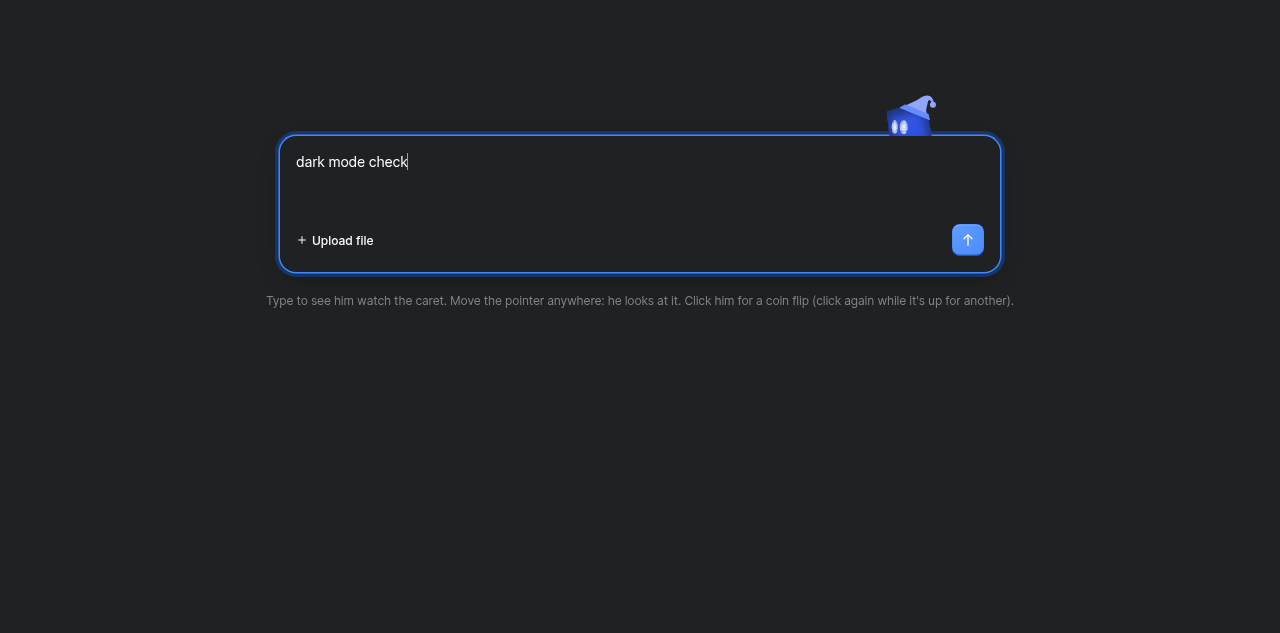 dark mode check
+ Upload file
Type to see him watch the caret. Move the pointer anywhere: he looks at it. Click him for a coin flip (click again while it's up for another).